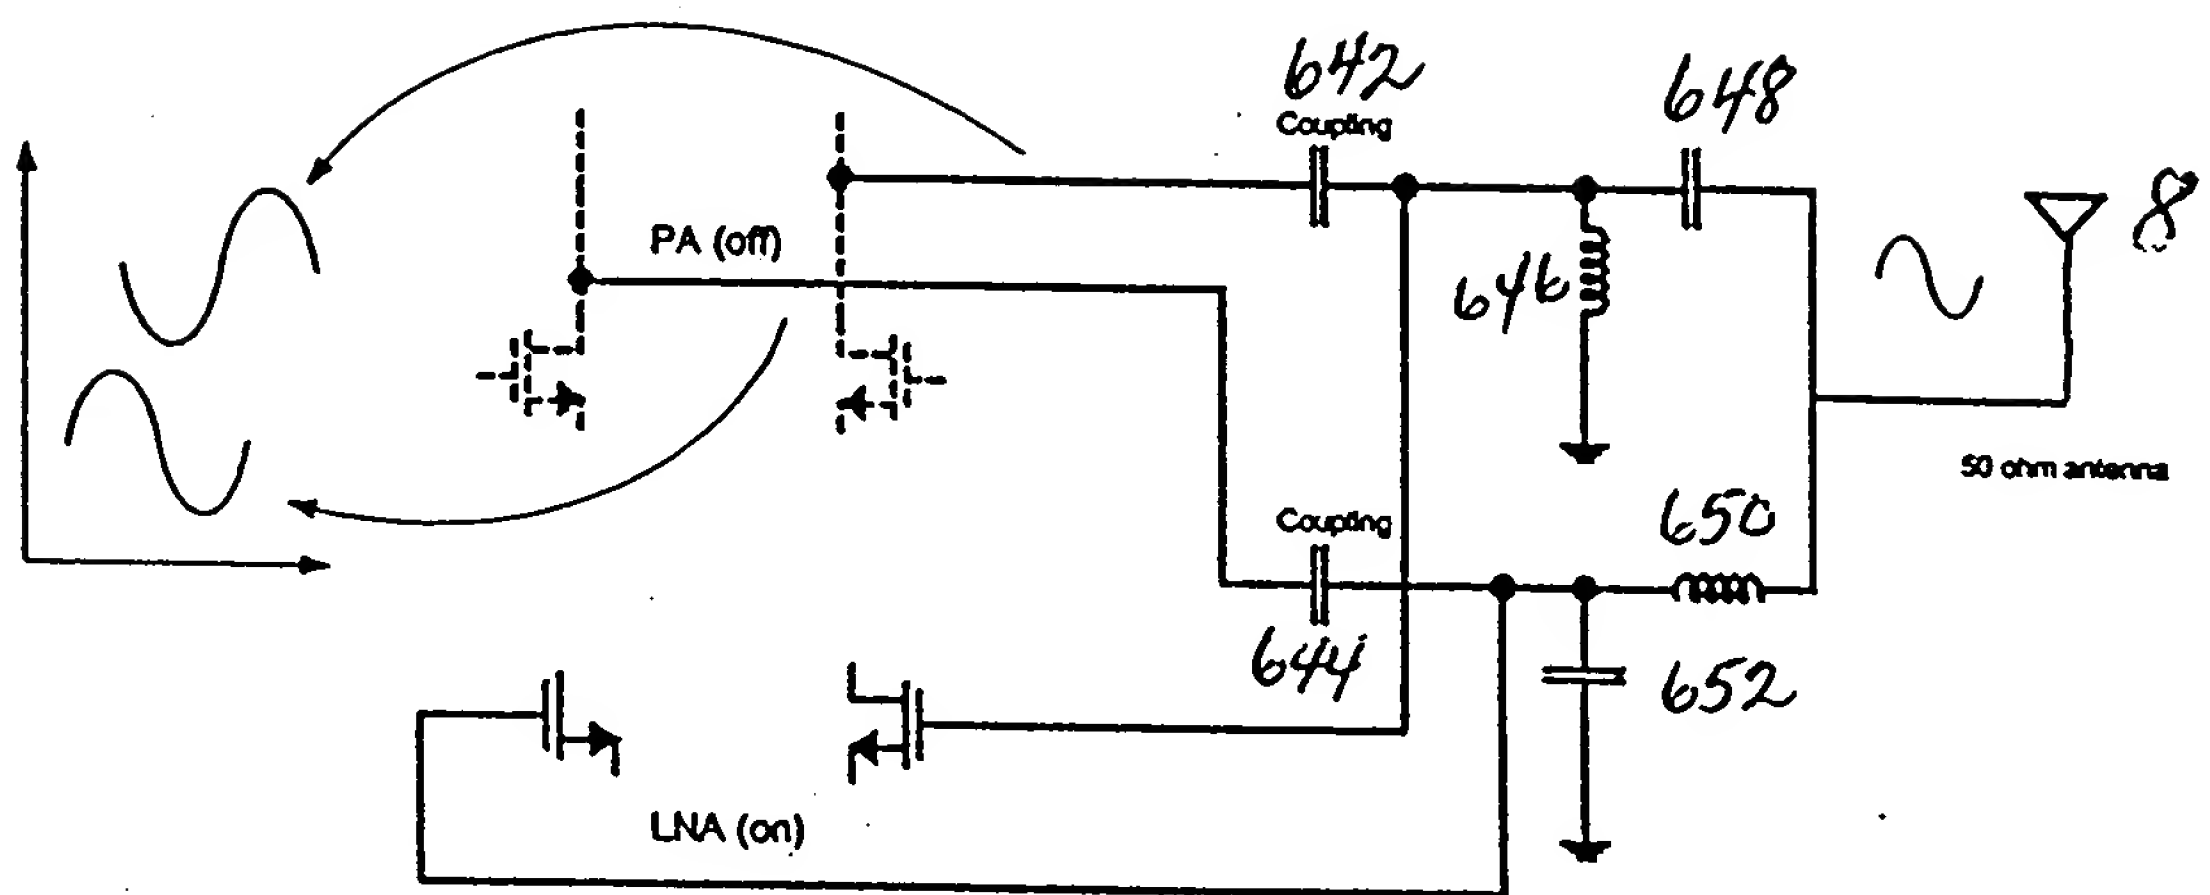 642
Coupling
648
8
PA (off)
646
50 ohm antenna
650
Coupling
644
652
LNA (on)